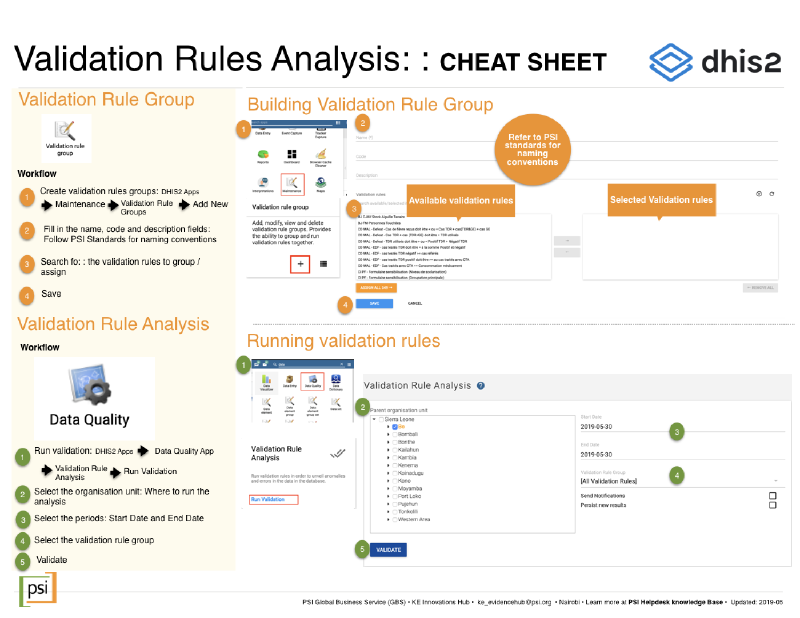 Validation Rules Analysis: : CHEAT SHEET
dhis2
Validation Rule Group
Validation rule
group
Workflow
1 Create validation rules groups: DHIS2 Apps
Maintenance Validation Rule Groups Add New
2 Fill in the name, code and description fields:
Follow PSI Standards for naming conventions
3 Search for: : the validation rules to group /
assign
4 Save
Validation Rule Analysis
Workflow
Data Quality
1 Run validation: DHIS2 Apps Data Quality App
Validation Rule Analysis Run Validation
2 Select the organisation unit: Where to run the
analysis
3 Select the periods: Start Date and End Date
4 Select the validation rule group
5 Validate
psi
Building Validation Rule Group
1
Data Entry Event Capture Tracker Capture
Reports Dashboard Browser Cache Cleaner
Interpretations Maintenance Maps
Validation rule group
Add, modify, view and delete
validation rule groups. Provides
the ability to group and run
validation rules together.
2
Name (*)
Code
Description
Refer to PSI
standards for
naming
conventions
Validation rules
3
Available validation rules
Selected Validation rules
ASSIGN ALL
REMOVE ALL
4
SAVE
CANCEL
Running validation rules
1
Data Visualizer Data Entry Data Quality Data Dictionary
Validation Rule
Analysis
Run validation rules in order to unveil anomalies
and errors in the data in the database.
Run Validation
Validation Rule Analysis
2
Parent organisation unit
Sierra Leone
Bo
Bombali
Bonthe
Kailahun
Kambia
Kenema
Koinadugu
Kono
Moyamba
Port Loko
Pujehun
Tonkolili
Western Area
Start Date
2019-05-30
3
End Date
2019-05-30
Validation Rule Group
4
[All Validation Rules]
Send Notifications
Persist new results
5
VALIDATE
PSI Global Business Service (GBS) • KE Innovations Hub • ke_evidencehub@psi.org • Nairobi • Learn more at PSI Helpdesk knowledge Base • Updated: 2019-05